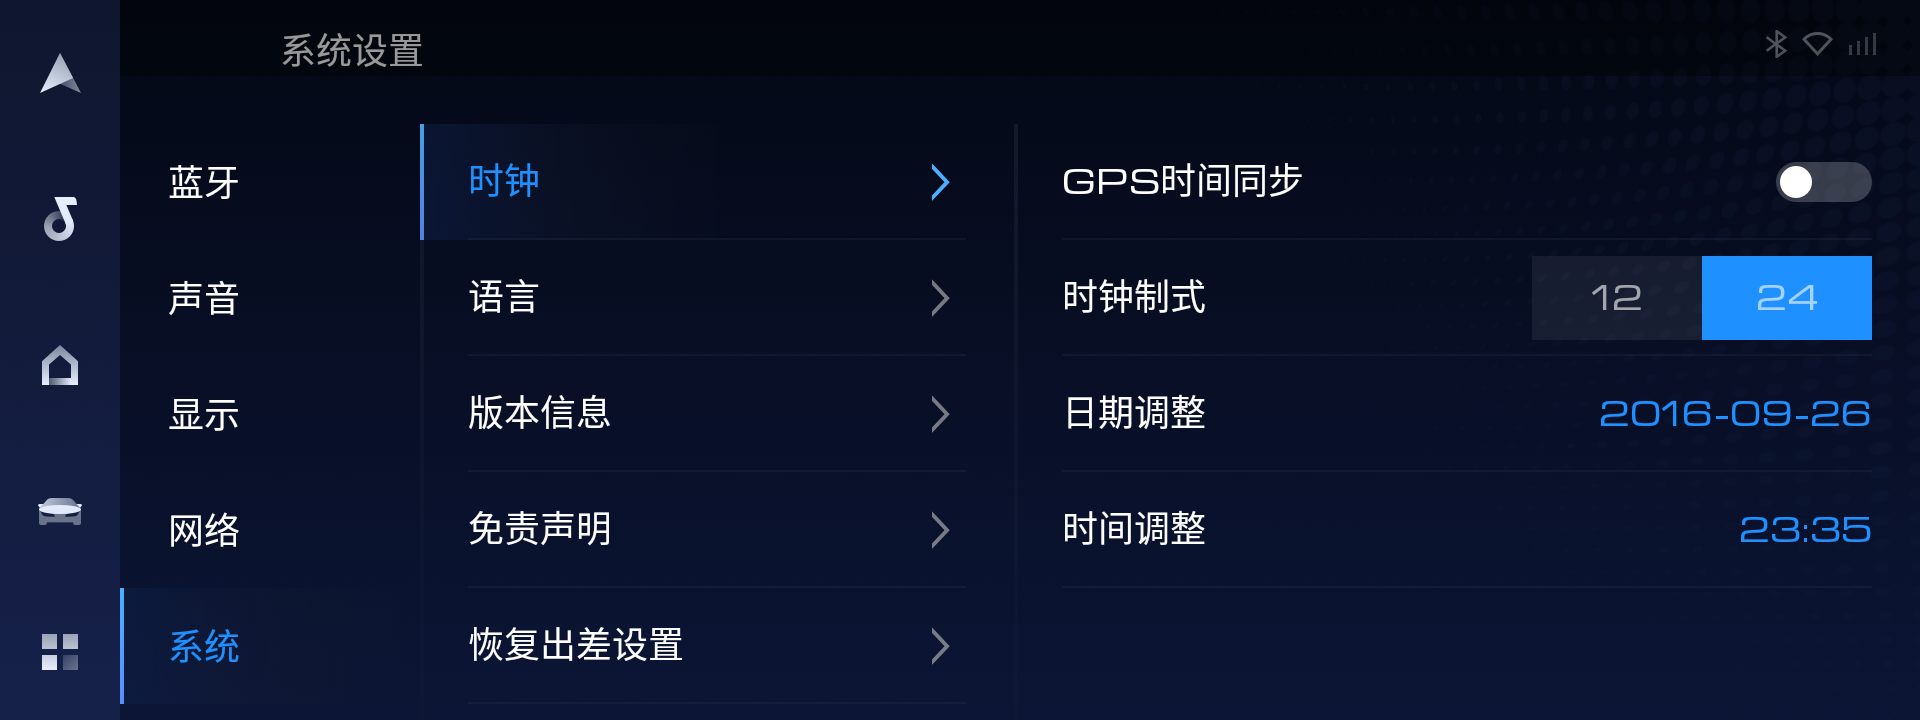 系统设置
蓝牙
声音
显示
网络
系统
时钟
语言
版本信息
免责声明
恢复出差设置
GPS时间同步
时钟制式
12
24
日期调整
2016-09-26
时间调整
23:35